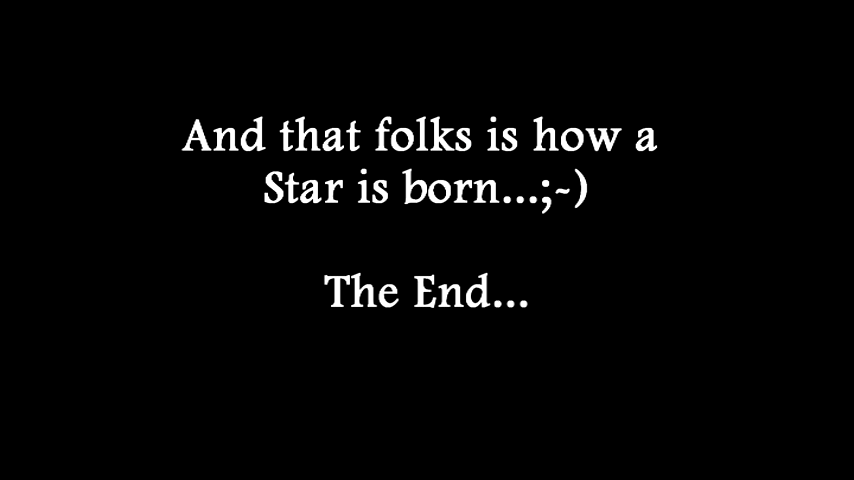 And that folks is how a
Star is born...;~)
The End...